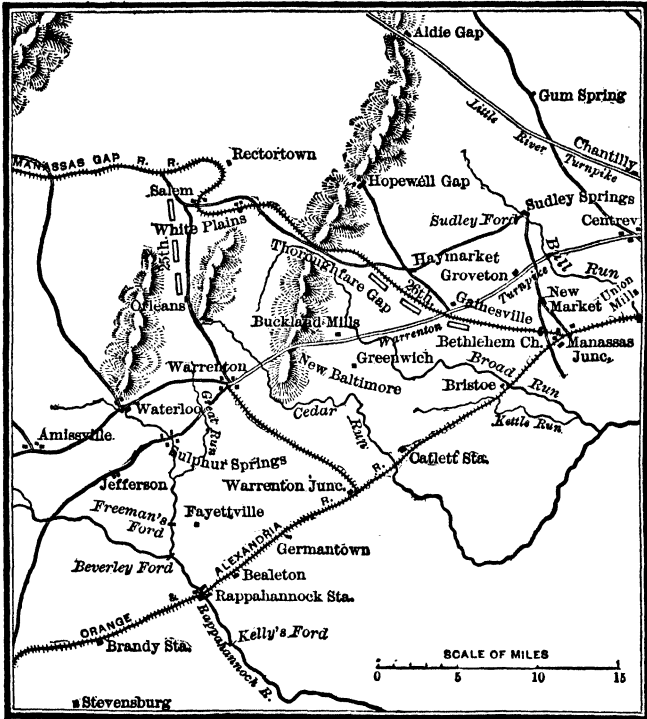 Aldie Gap
Gum Spring
Little River Turnpike
Chantilly
MANASSAS GAP R. R.
Rectortown
Hopewell Gap
Salem
Sudley Springs
White Plains
Sudley Ford
Centrev.
25th.
Thoroughfare Gap
Haymarket
Bull Run
Groveton
Turnpike
26th.
Orleans
Gainesville
New Market
Union Mills
Buckland Mills
Warrenton
Bethlehem Ch.
Manassas Junc.
Warrenton
Greenwich
New Baltimore
Broad Run
Bristoe
Waterloo
Great Run
Cedar Run
Kettle Run
Amissville
Sulphur Springs
Catlett Sta.
Jefferson
Warrenton Junc.
Freeman's Ford
Fayettville
Germantown
Beverley Ford
Bealeton
ORANGE & ALEXANDRIA R. R.
Rappahannock Sta.
Kelly's Ford
Brandy Sta.
Rappahannock R.
SCALE OF MILES
0 5 10 15
Stevensburg